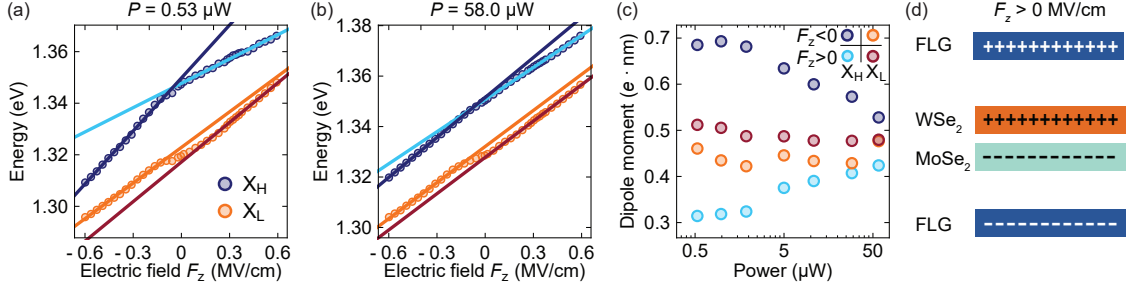 (a)
P = 0.53 µW
Energy (eV)
1.36
1.34
1.32
1.30
X_H
X_L
- 0.6
- 0.3
0
0.3
0.6
Electric field F_z (MV/cm)
(b)
P = 58.0 µW
Energy (eV)
1.38
1.36
1.34
1.32
1.30
- 0.6
- 0.3
0
0.3
0.6
Electric field F_z (MV/cm)
(c)
Dipole moment (e · nm)
0.7
0.6
0.5
0.4
0.3
F_z<0
F_z>0
X_H X_L
0.5
5
50
Power (µW)
(d)
F_z > 0 MV/cm
FLG
++++++++++++
WSe₂
++++++++++++
MoSe₂
------------
FLG
------------